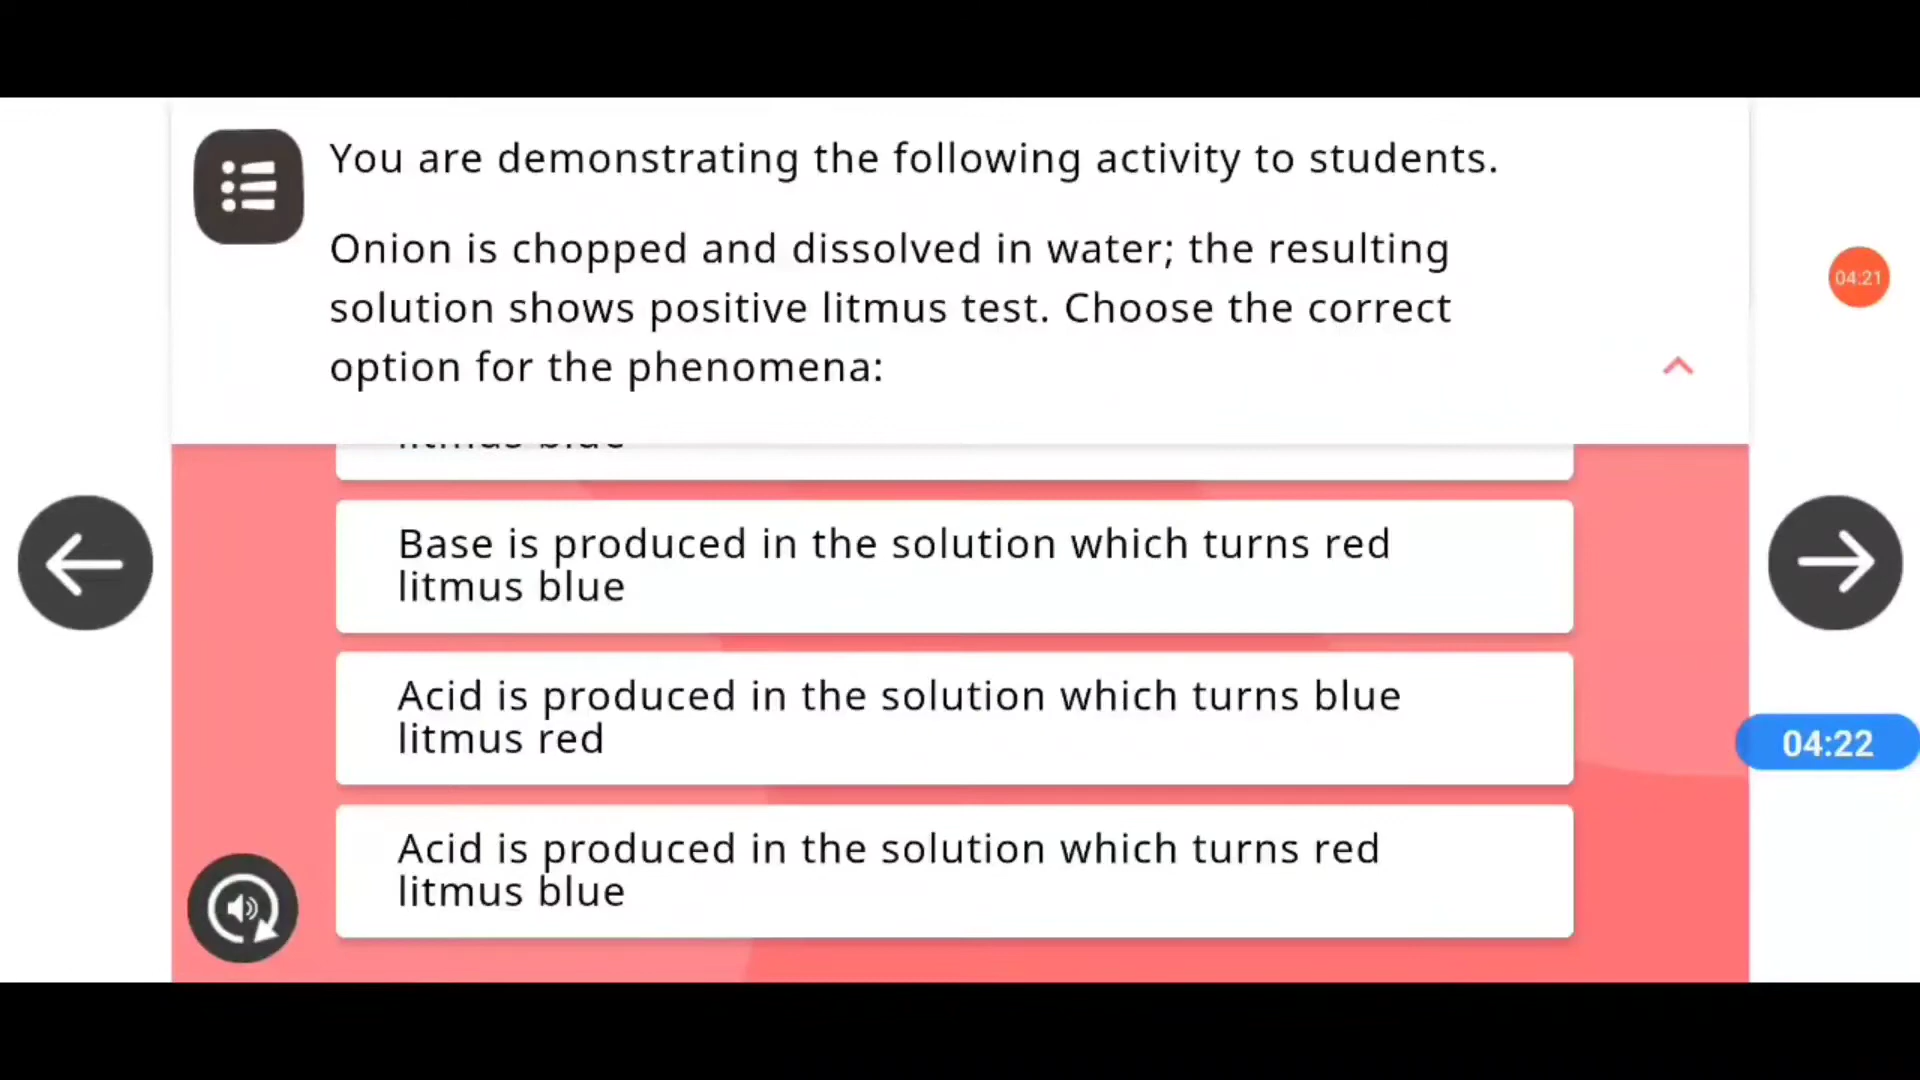 You are demonstrating the following activity to students.
Onion is chopped and dissolved in water; the resulting
solution shows positive litmus test. Choose the correct
option for the phenomena:
04:21
litmus blue
Base is produced in the solution which turns red
litmus blue
Acid is produced in the solution which turns blue
litmus red
04:22
Acid is produced in the solution which turns red
litmus blue